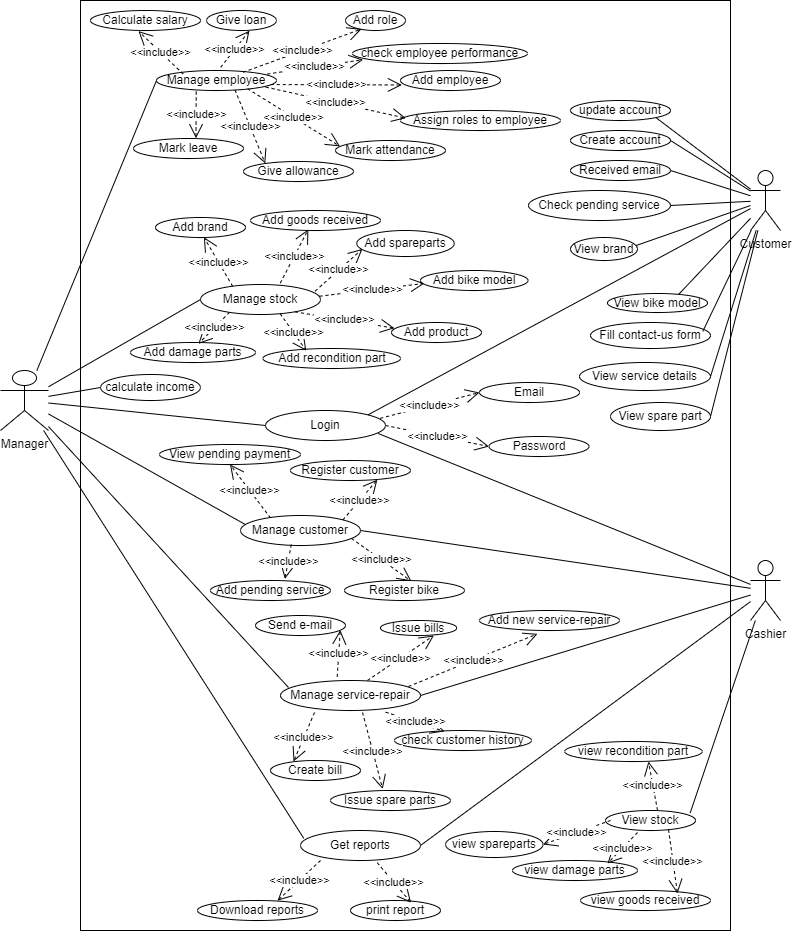 Calculate salary
Give loan
Add role
<<include>>
<<include>>
<<include>>
check employee performance
<<include>>
Manage employee
<<include>>
Add employee
<<include>>
<<include>>
<<include>>
<<include>>
Assign roles to employee
Mark leave
Mark attendance
Give allowance
update account
Create account
Received email
Check pending service
Customer
View brand
View bike model
Fill contact-us form
View service details
View spare part
Add brand
Add goods received
Add spareparts
<<include>>
<<include>>
<<include>>
Add bike model
<<include>>
Manage stock
<<include>>
<<include>>
<<include>>
Add product
Add damage parts
Add recondition part
calculate income
Manager
Email
<<include>>
Login
<<include>>
Password
View pending payment
Register customer
<<include>>
<<include>>
Manage customer
<<include>>
<<include>>
Add pending service
Register bike
Cashier
Send e-mail
Issue bills
Add new service-repair
<<include>>
<<include>>
<<include>>
Manage service-repair
<<include>>
<<include>>
<<include>>
check customer history
Create bill
Issue spare parts
view recondition part
<<include>>
View stock
<<include>>
<<include>>
<<include>>
view spareparts
view damage parts
view goods received
Get reports
<<include>>
<<include>>
Download reports
print report